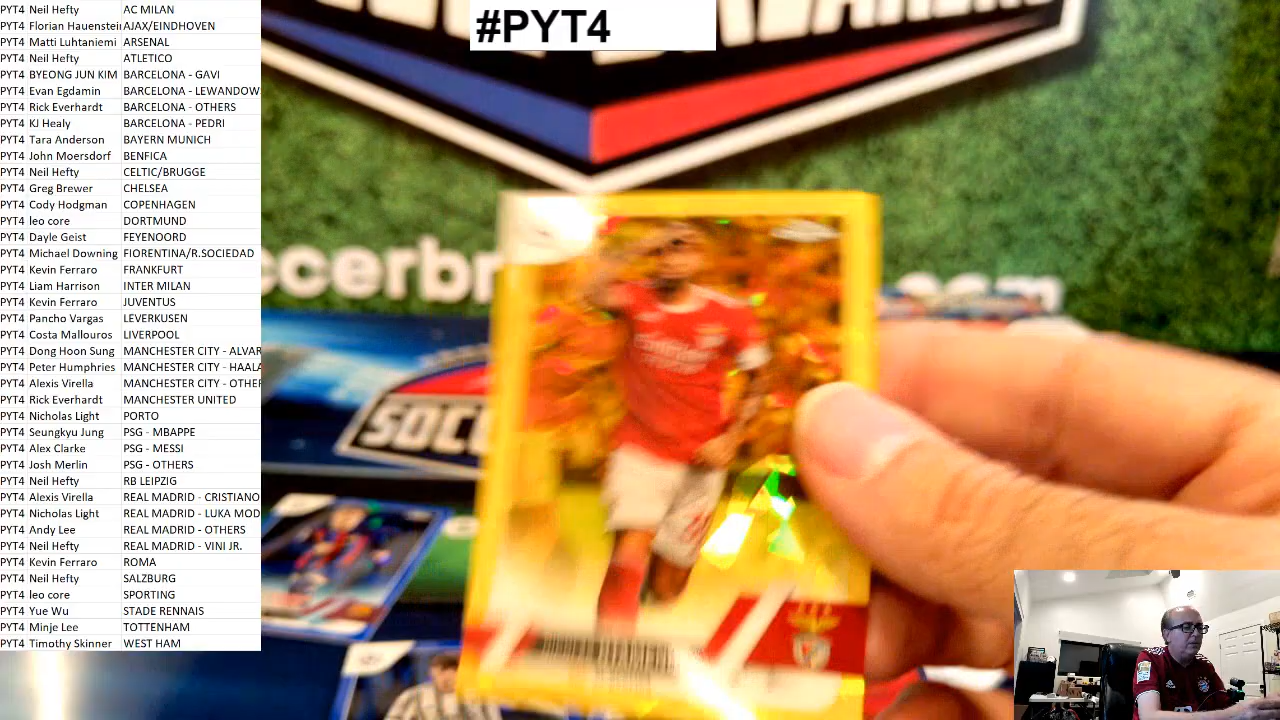 #PYT4
PYT4 Neil Hefty AC MILAN
PYT4 Florian Hauenstein AJAX/EINDHOVEN
PYT4 Matti Luhtaniemi ARSENAL
PYT4 Neil Hefty ATLETICO
PYT4 BYEONG JUN KIM BARCELONA - GAVI
PYT4 Evan Egdamin BARCELONA - LEWANDOW
PYT4 Rick Everhardt BARCELONA - OTHERS
PYT4 KJ Healy BARCELONA - PEDRI
PYT4 Tara Anderson BAYERN MUNICH
PYT4 John Moersdorf BENFICA
PYT4 Neil Hefty CELTIC/BRUGGE
PYT4 Greg Brewer CHELSEA
PYT4 Cody Hodgman COPENHAGEN
PYT4 leo core DORTMUND
PYT4 Dayle Geist FEYENOORD
PYT4 Michael Downing FIORENTINA/R.SOCIEDAD
PYT4 Kevin Ferraro FRANKFURT
PYT4 Liam Harrison INTER MILAN
PYT4 Kevin Ferraro JUVENTUS
PYT4 Pancho Vargas LEVERKUSEN
PYT4 Costa Mallouros LIVERPOOL
PYT4 Dong Hoon Sung MANCHESTER CITY - ALVAR
PYT4 Peter Humphries MANCHESTER CITY - HAALA
PYT4 Alexis Virella MANCHESTER CITY - OTHER
PYT4 Rick Everhardt MANCHESTER UNITED
PYT4 Nicholas Light PORTO
PYT4 Seungkyu Jung PSG - MBAPPE
PYT4 Alex Clarke PSG - MESSI
PYT4 Josh Merlin PSG - OTHERS
PYT4 Neil Hefty RB LEIPZIG
PYT4 Alexis Virella REAL MADRID - CRISTIANO
PYT4 Nicholas Light REAL MADRID - LUKA MOD
PYT4 Andy Lee REAL MADRID - OTHERS
PYT4 Neil Hefty REAL MADRID - VINI JR.
PYT4 Kevin Ferraro ROMA
PYT4 Neil Hefty SALZBURG
PYT4 leo core SPORTING
PYT4 Yue Wu STADE RENNAIS
PYT4 Minje Lee TOTTENHAM
PYT4 Timothy Skinner WEST HAM
ccerbr
om
SOC